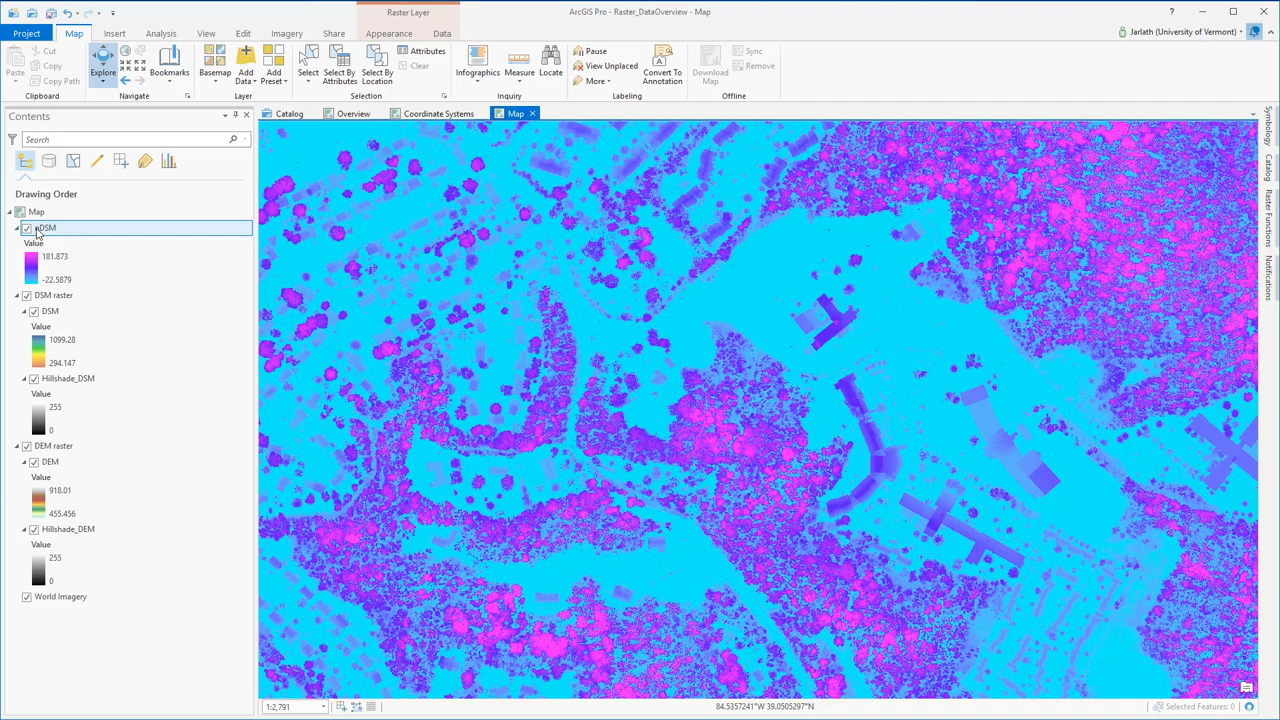 Raster Layer
ArcGIS Pro - Raster_DataOverview - Map
?
Project Map Insert Analysis View Edit Imagery Share Appearance Data
Jarlath (University of Vermont)
Paste
Cut
Copy
Copy Path
Clipboard
Explore
Bookmarks
Navigate
Basemap
Add Data
Add Preset
Layer
Select
Select By Attributes
Select By Location
Attributes
Clear
Selection
Infographics
Measure
Locate
Inquiry
Pause
View Unplaced
More
Convert To Annotation
Labeling
Download Map
Sync
Remove
Offline
Contents
Search
Catalog
Overview
Coordinate Systems
Map
Drawing Order
Map
DSM
Value
181.873
-22.5879
DSM raster
DSM
Value
1099.28
294.147
Hillshade_DSM
Value
255
0
DEM raster
DEM
Value
918.01
455.456
Hillshade_DEM
Value
255
0
World Imagery
Symbology
Catalog
Raster Functions
Notifications
1:2,791
84.5357241°W 39.0505297°N
Selected Features: 0